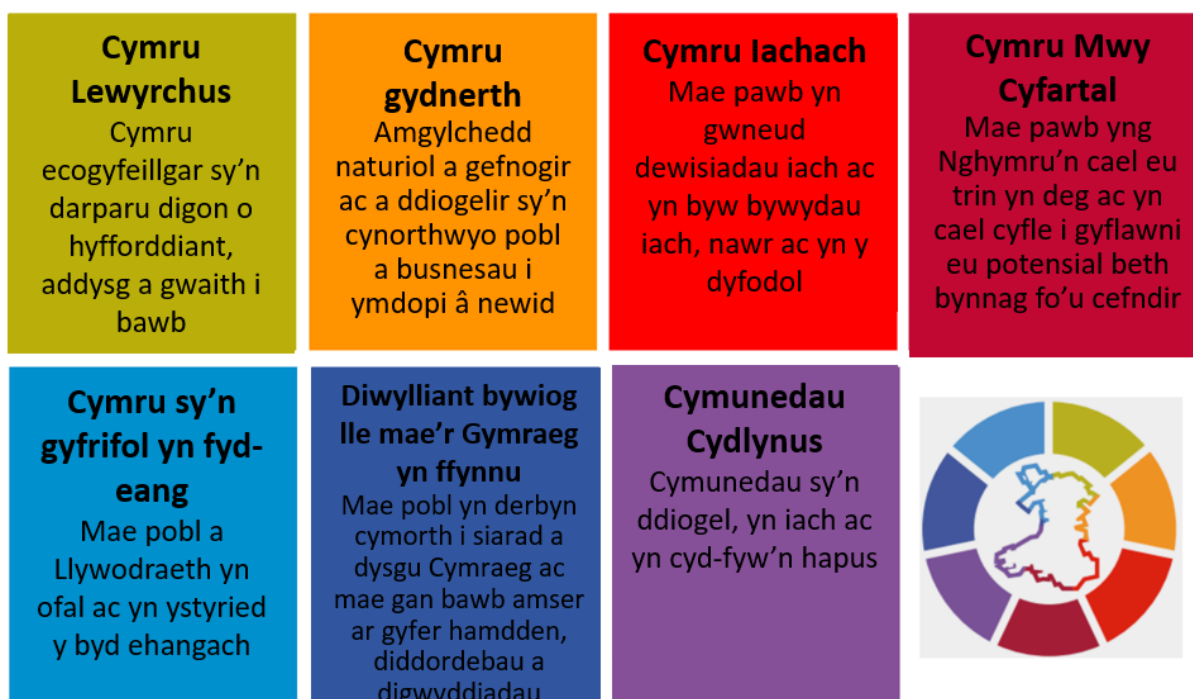 Cymru
Lewyrchus
Cymru
ecogyfeillgar sy’n
darparu digon o
hyfforddiant,
addysg a gwaith i
bawb
Cymru
gydnerth
Amgylchedd
naturiol a gefnogir
ac a ddiogelir sy’n
cynorthwyo pobl
a busnesau i
ymdopi â newid
Cymru Iachach
Mae pawb yn
gwneud
dewisiadau iach ac
yn byw bywydau
iach, nawr ac yn y
dyfodol
Cymru Mwy
Cyfartal
Mae pawb yng
Nghymru’n cael eu
trin yn deg ac yn
cael cyfle i gyflawni
eu potensial beth
bynnag fo’u cefndir
Cymru sy’n
gyfrifol yn fyd-
eang
Mae pobl a
Llywodraeth yn
ofal ac yn ystyried
y byd ehangach
Diwylliant bywiog
lle mae’r Gymraeg
yn ffynnu
Mae pobl yn derbyn
cymorth i siarad a
dysgu Cymraeg ac
mae gan bawb amser
ar gyfer hamdden,
diddordebau a
digwyddiadau
Cymunedau
Cydlynus
Cymunedau sy’n
ddiogel, yn iach ac
yn cyd-fyw’n hapus